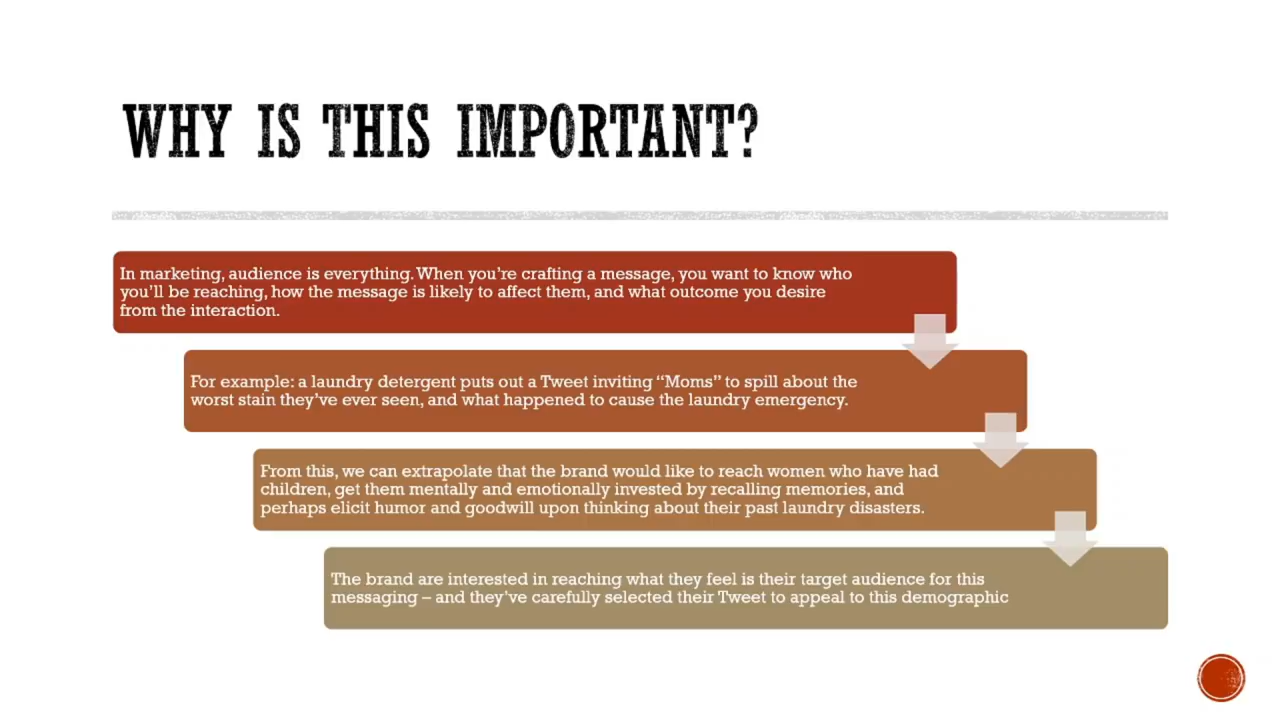 WHY IS THIS IMPORTANT?
In marketing, audience is everything. When you're crafting a message, you want to know who
you'll be reaching, how the message is likely to affect them, and what outcome you desire
from the interaction.
For example: a laundry detergent puts out a Tweet inviting “Moms” to spill about the
worst stain they've ever seen, and what happened to cause the laundry emergency.
From this, we can extrapolate that the brand would like to reach women who have had
children, get them mentally and emotionally invested by recalling memories, and
perhaps elicit humor and goodwill upon thinking about their past laundry disasters.
The brand are interested in reaching what they feel is their target audience for this
messaging – and they've carefully selected their Tweet to appeal to this demographic